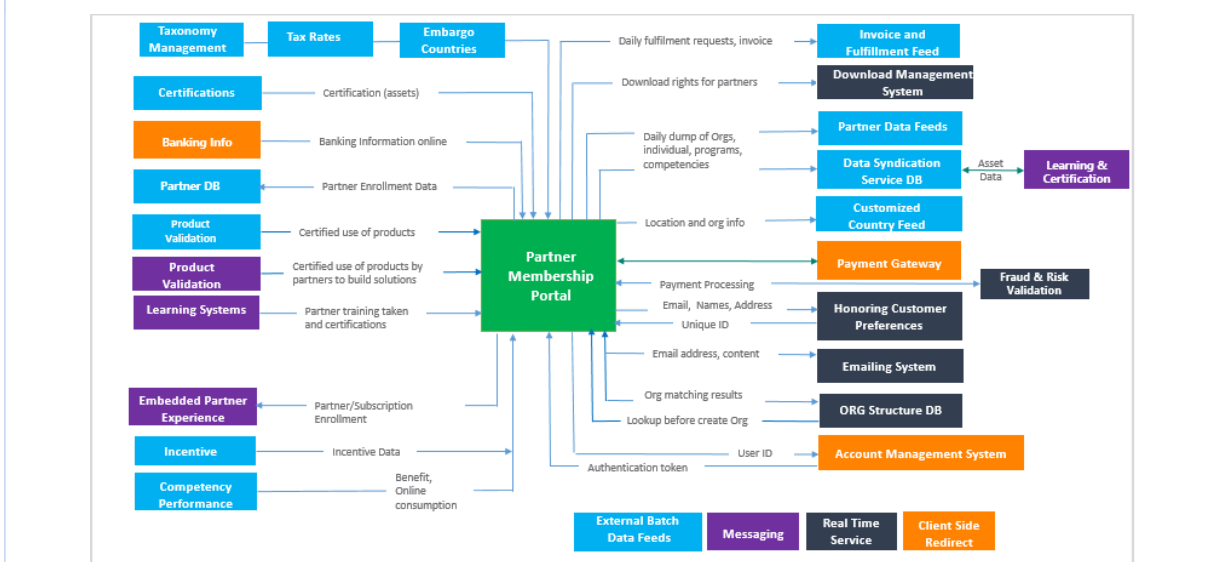 Taxonomy
Management
Tax Rates
Embargo
Countries
Certifications
Certification (assets)
Banking Info
Banking Information online
Partner DB
Partner Enrollment Data
Product
Validation
Certified use of products
Product
Validation
Certified use of products by
partners to build solutions
Learning Systems
Partner training taken
and certifications
Embedded Partner
Experience
Partner/Subscription
Enrollment
Incentive
Incentive Data
Competency
Performance
Benefit,
Online
consumption
Partner
Membership
Portal
Daily fulfilment requests, invoice
Invoice and
Fulfillment Feed
Download rights for partners
Download Management
System
Daily dump of Orgs,
individual, programs,
competencies
Partner Data Feeds
Data Syndication
Service DB
Asset
Data
Learning &
Certification
Location and org info
Customized
Country Feed
Payment Gateway
Payment Processing
Fraud & Risk
Validation
Email, Names, Address
Unique ID
Honoring Customer
Preferences
Email address, content
Emailing System
Org matching results
Lookup before create Org
ORG Structure DB
User ID
Authentication token
Account Management System
External Batch
Data Feeds
Messaging
Real Time
Service
Client Side
Redirect